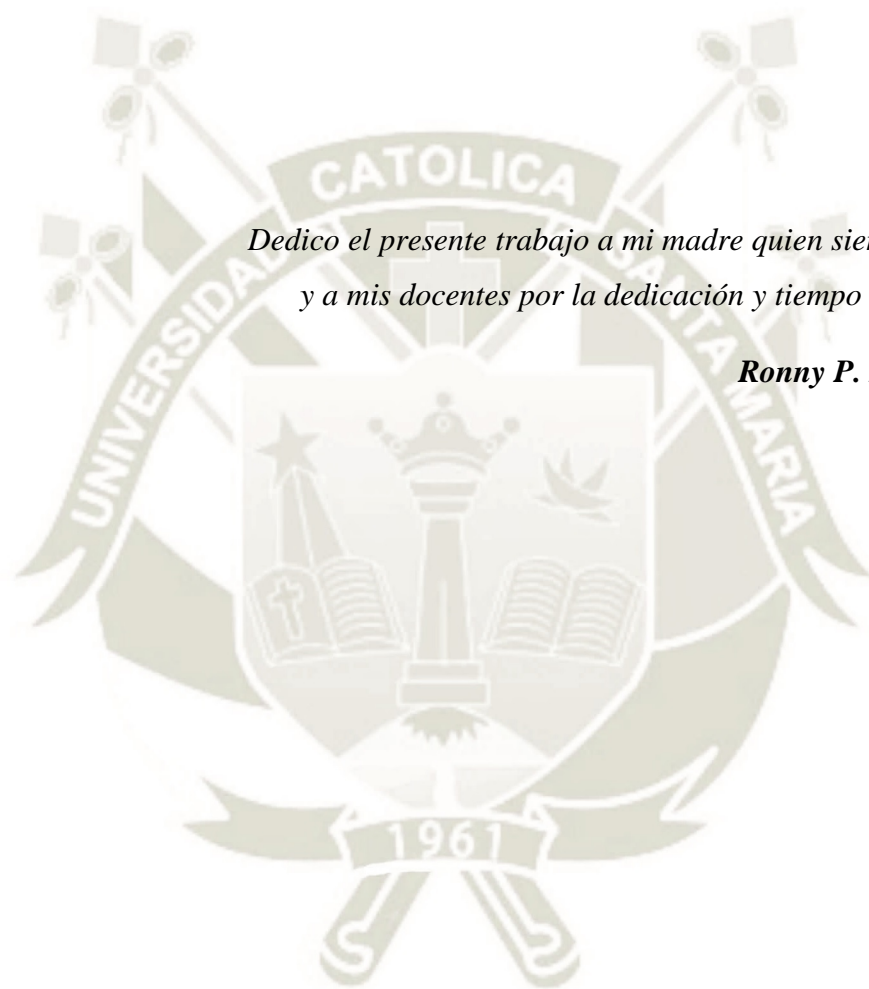 CATOLICA
UNIVERSIDAD
SANTA MARIA
Dedico el presente trabajo a mi madre quien
y a mis docentes por la dedicación y tiempo
Ronny P.
1961